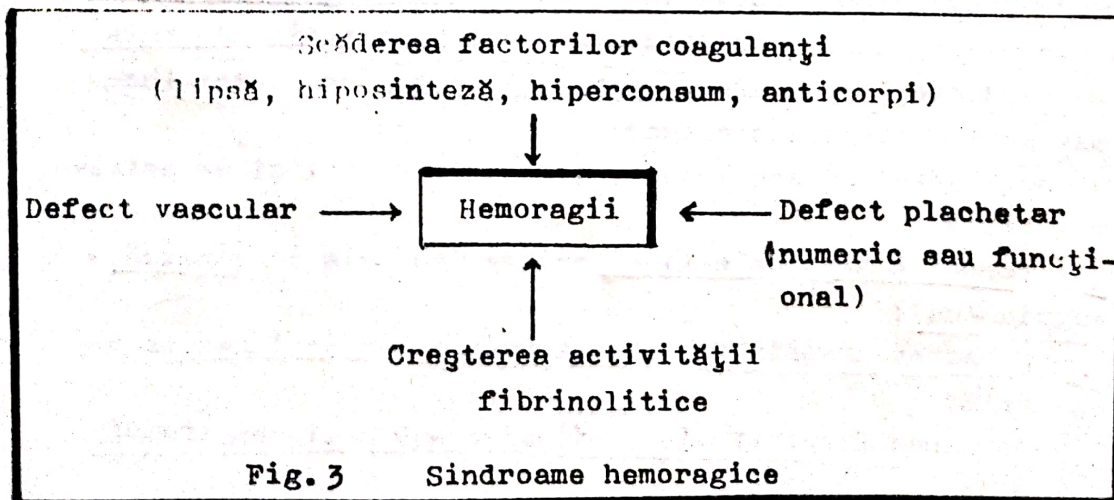 Scăderea factorilor coagulanţi
(lipsă, hiposinteză, hiperconsum, anticorpi)
Defect vascular
Hemoragii
Defect plachetar
(numeric sau funcţi-
onal)
Creşterea activităţii
fibrinolitice
Fig. 3 Sindroame hemoragice